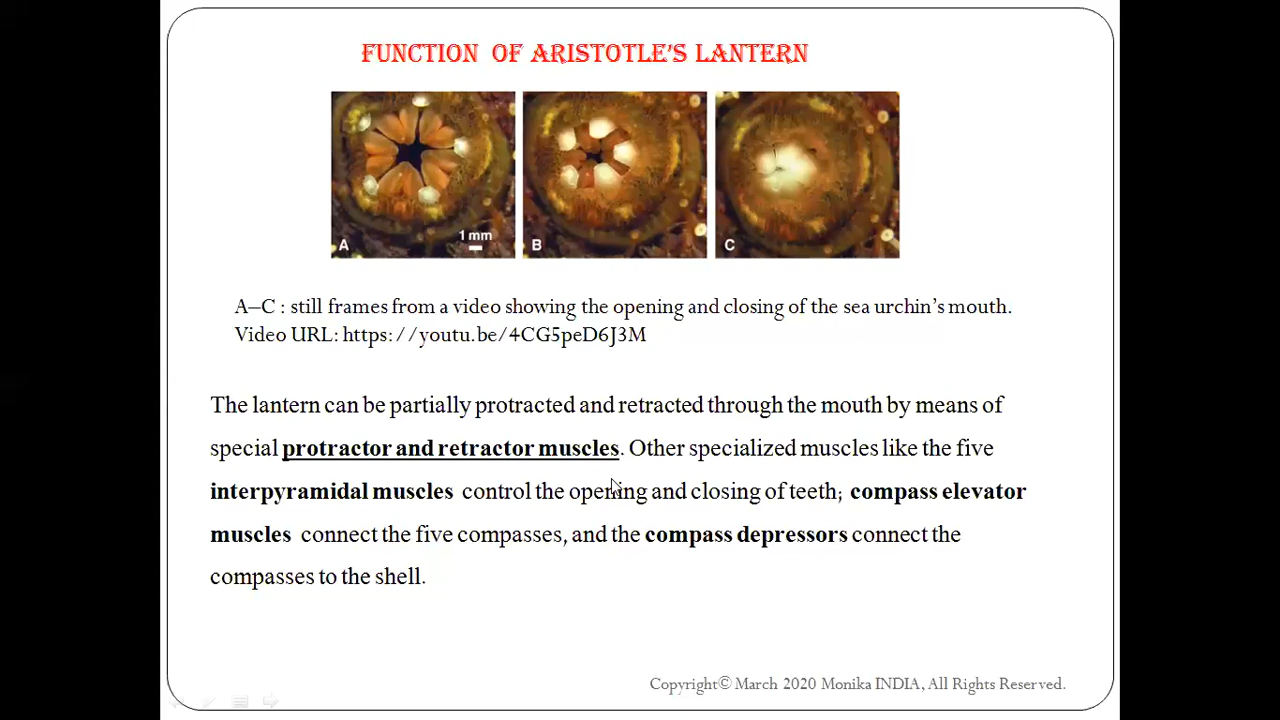 FUNCTION OF ARISTOTLE'S LANTERN
A
1 mm
B
C
A–C : still frames from a video showing the opening and closing of the sea urchin's mouth.
Video URL: https://youtu.be/4CG5peD6J3M
The lantern can be partially protracted and retracted through the mouth by means of
special protractor and retractor muscles. Other specialized muscles like the five
interpyramidal muscles control the opening and closing of teeth; compass elevator
muscles connect the five compasses, and the compass depressors connect the
compasses to the shell.
Copyright© March 2020 Monika INDIA, All Rights Reserved.